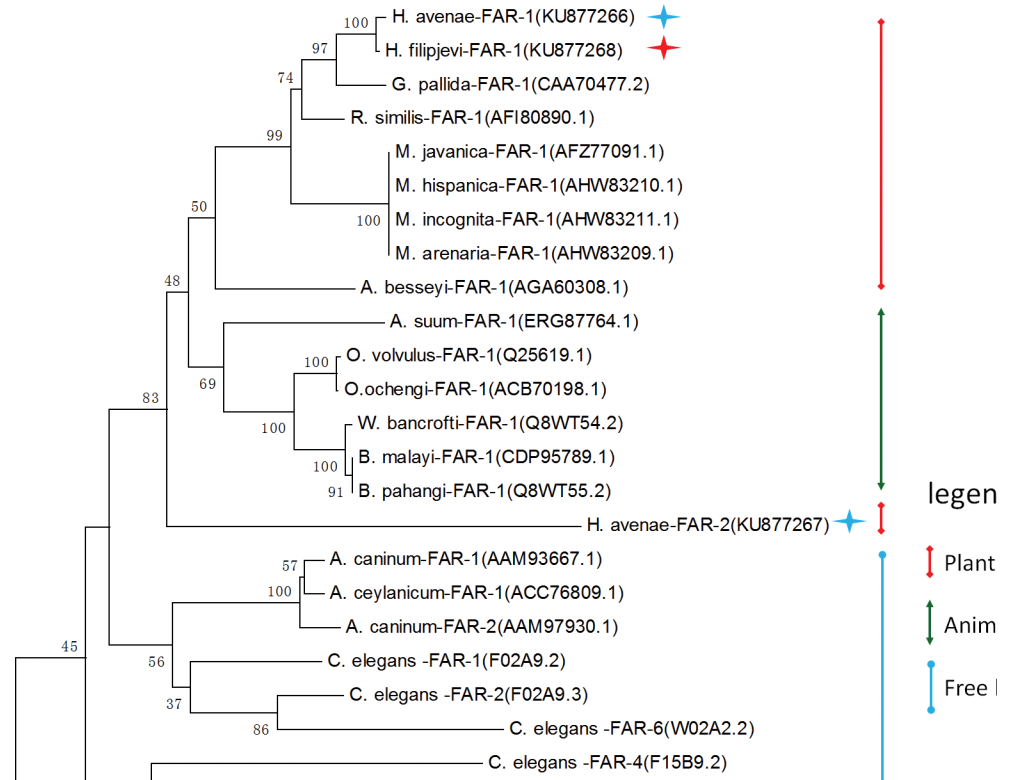 H. avenae-FAR-1(KU877266)
100
H. filipjevi-FAR-1(KU877268)
97
74
G. pallida-FAR-1(CAA70477.2)
R. similis-FAR-1(AFI80890.1)
99
M. javanica-FAR-1(AFZ77091.1)
M. hispanica-FAR-1(AHW83210.1)
50
100
M. incognita-FAR-1(AHW83211.1)
M. arenaria-FAR-1(AHW83209.1)
48
A. besseyi-FAR-1(AGA60308.1)
A. suum-FAR-1(ERG87764.1)
100
O. volvulus-FAR-1(Q25619.1)
69
O.ochengi-FAR-1(ACB70198.1)
83
100
W. bancrofti-FAR-1(Q8WT54.2)
100
B. malayi-FAR-1(CDP95789.1)
91
B. pahangi-FAR-1(Q8WT55.2)
legen
H. avenae-FAR-2(KU877267)
57
A. caninum-FAR-1(AAM93667.1)
Plant
100
A. ceylanicum-FAR-1(ACC76809.1)
A. caninum-FAR-2(AAM97930.1)
Anim
45
56
C. elegans -FAR-1(F02A9.2)
37
C. elegans -FAR-2(F02A9.3)
Free
86
C. elegans -FAR-6(W02A2.2)
C. elegans -FAR-4(F15B9.2)